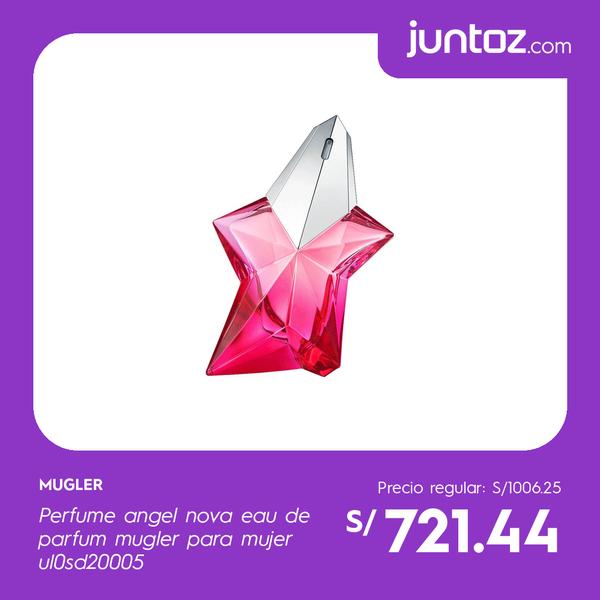 juntoz.com
MUGLER
Perfume angel nova eau de
parfum mugler para mujer
ul0sd20005
Precio regular: S/1006.25
S/ 721.44